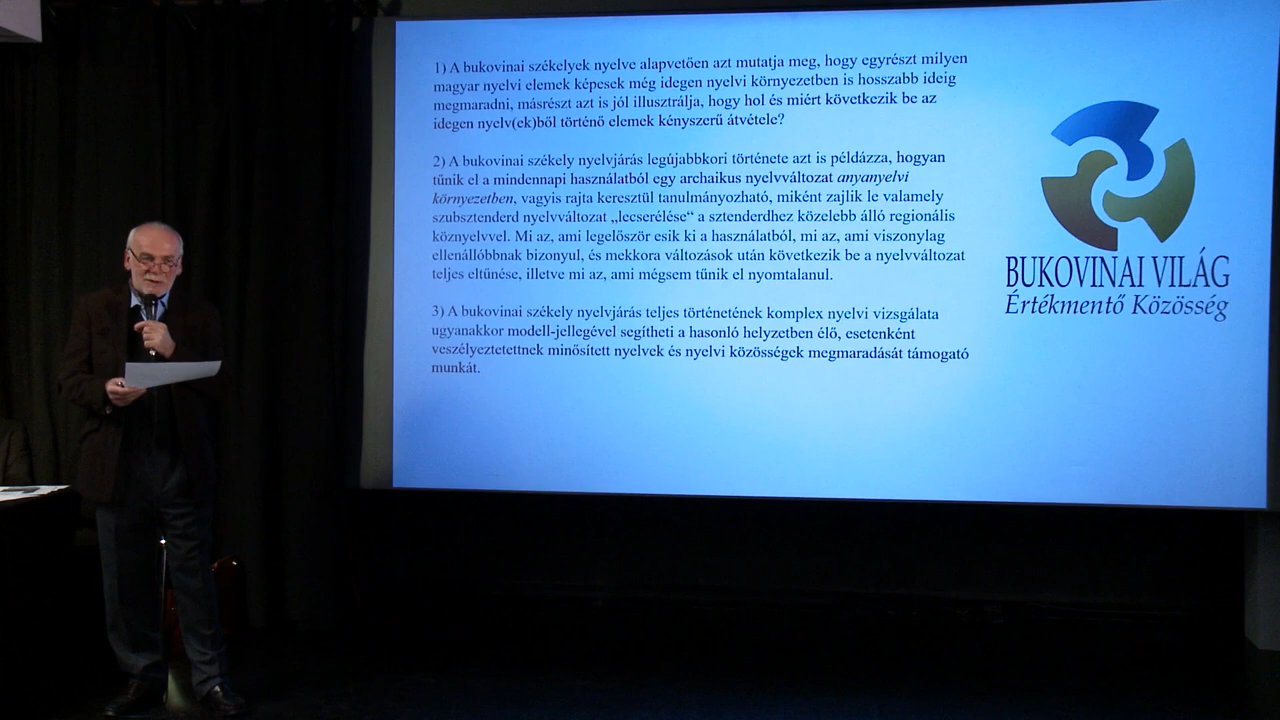 1) A bukovinai székelyek nyelve alapvetően azt mutatja meg, hogy egyrészt milyen
magyar nyelvi elemek képesek még idegen nyelvi környezetben is hosszabb ideig
megmaradni, másrészt azt is jól illusztrálja, hogy hol és miért következik be az
idegen nyelv(ek)ből történő elemek kényszerű átvétele?
2) A bukovinai székely nyelvjárás legújabbkori története azt is példázza, hogyan
tűnik el a mindennapi használatból egy archaikus nyelvváltozat anyanyelvi
környezetben, vagyis rajta keresztül tanulmányozható, miként zajlik le valamely
szubsztenderd nyelvváltozat „lecserélése“ a sztenderdhez közelebb álló regionális
köznyelvvel. Mi az, ami legelőször esik ki a használatból, mi az, ami viszonylag
ellenállóbbnak bizonyul, és mekkora változások után következik be a nyelvváltozat
teljes eltűnése, illetve mi az, ami mégsem tűnik el nyomtalanul.
3) A bukovinai székely nyelvjárás teljes történetének komplex nyelvi vizsgálata
ugyanakkor modell-jellegével segítheti a hasonló helyzetben élő, esetenként
veszélyeztetettnek minősített nyelvek és nyelvi közösségek megmaradását támogató
munkát.
BUKOVINAI VILÁG
Értékmentő Közösség